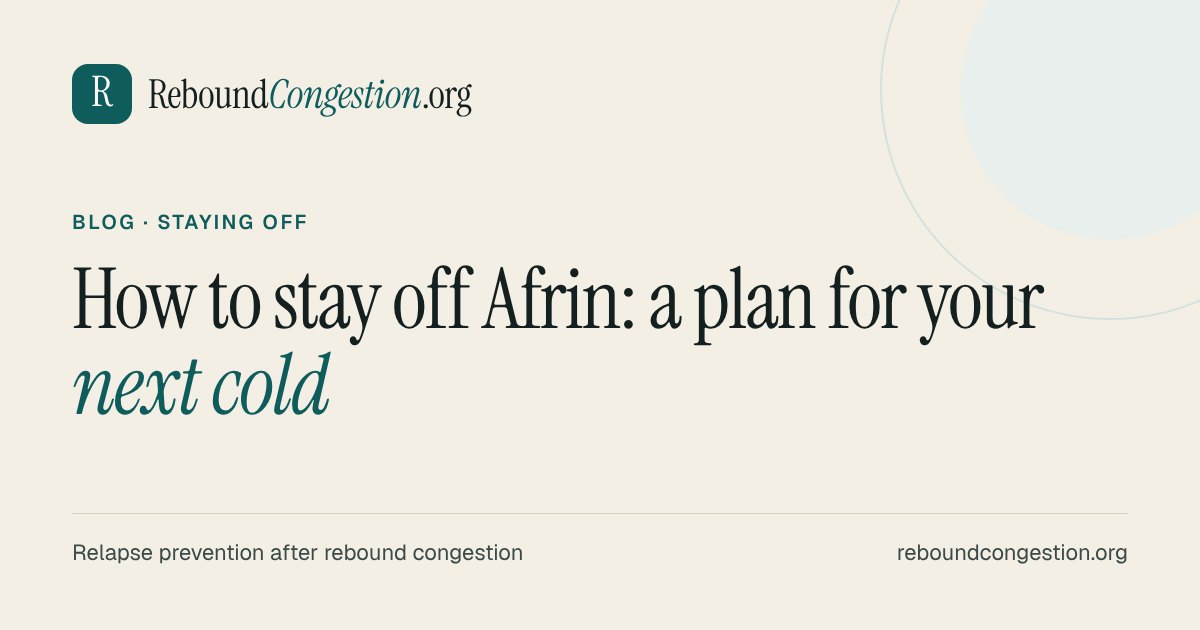 R
ReboundCongestion.org
BLOG · STAYING OFF
How to stay off Afrin: a plan for your
next cold
Relapse prevention after rebound congestion
reboundcongestion.org